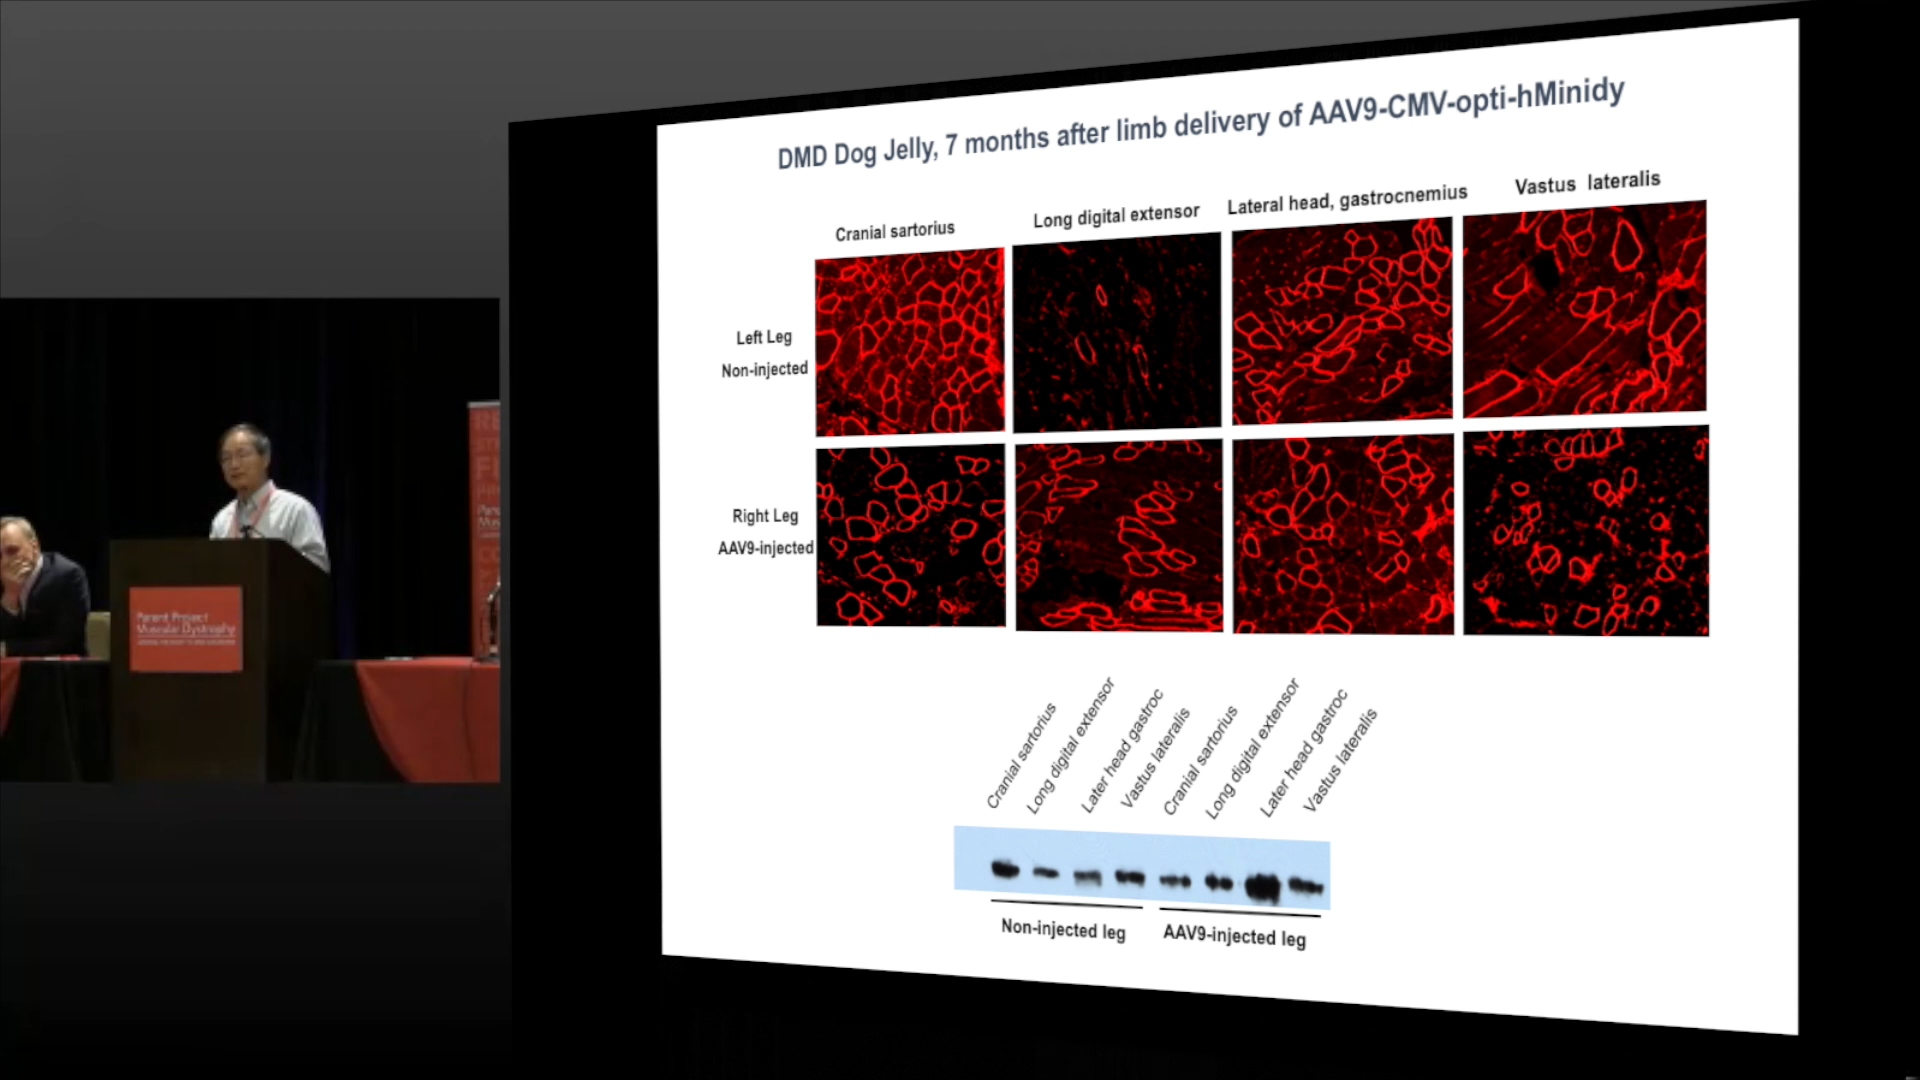 DMD Dog Jelly, 7 months after limb delivery of AAV9-CMV-opti-hMinidy
Cranial sartorius
Long digital extensor
Lateral head, gastrocnemius
Vastus lateralis
Left Leg
Non-injected
Right Leg
AAV9-injected
Cranial sartorius
Long digital extensor
Later head gastroc
Vastus lateralis
Cranial sartorius
Long digital extensor
Later head gastroc
Vastus lateralis
Non-injected leg
AAV9-injected leg
Parent Project
Muscular Dystrophy